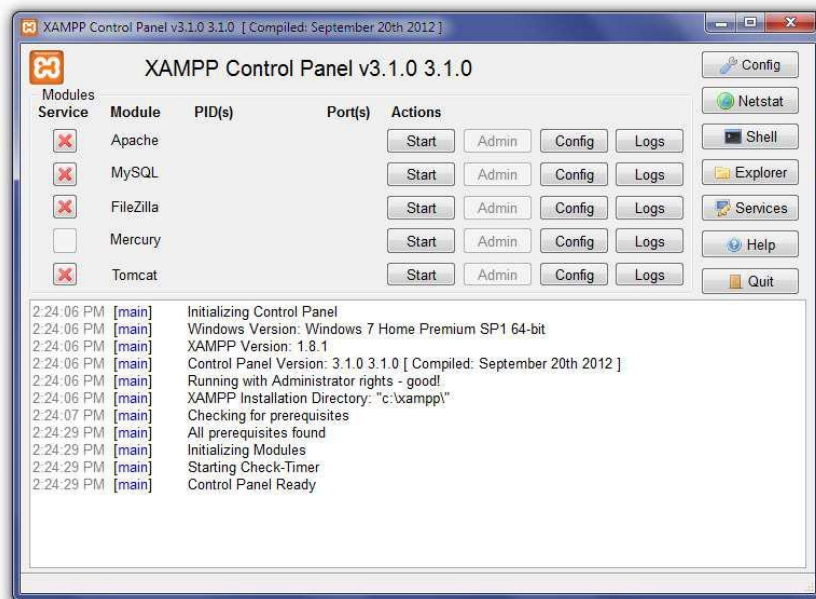 XAMPP Control Panel v3.1.0 3.1.0 [ Compiled: September 20th 2012 ]
XAMPP Control Panel v3.1.0 3.1.0
Config
Modules
Netstat
Service Module PID(s) Port(s) Actions
Apache Start Admin Config Logs
Shell
MySQL Start Admin Config Logs
Explorer
FileZilla Start Admin Config Logs
Services
Mercury Start Admin Config Logs
Help
Tomcat Start Admin Config Logs
Quit
2:24:06 PM [main] Initializing Control Panel
2:24:06 PM [main] Windows Version: Windows 7 Home Premium SP1 64-bit
2:24:06 PM [main] XAMPP Version: 1.8.1
2:24:06 PM [main] Control Panel Version: 3.1.0 3.1.0 [ Compiled: September 20th 2012 ]
2:24:06 PM [main] Running with Administrator rights - good!
2:24:06 PM [main] XAMPP Installation Directory: "c:\xampp\"
2:24:07 PM [main] Checking for prerequisites
2:24:29 PM [main] All prerequisites found
2:24:29 PM [main] Initializing Modules
2:24:29 PM [main] Starting Check-Timer
2:24:29 PM [main] Control Panel Ready